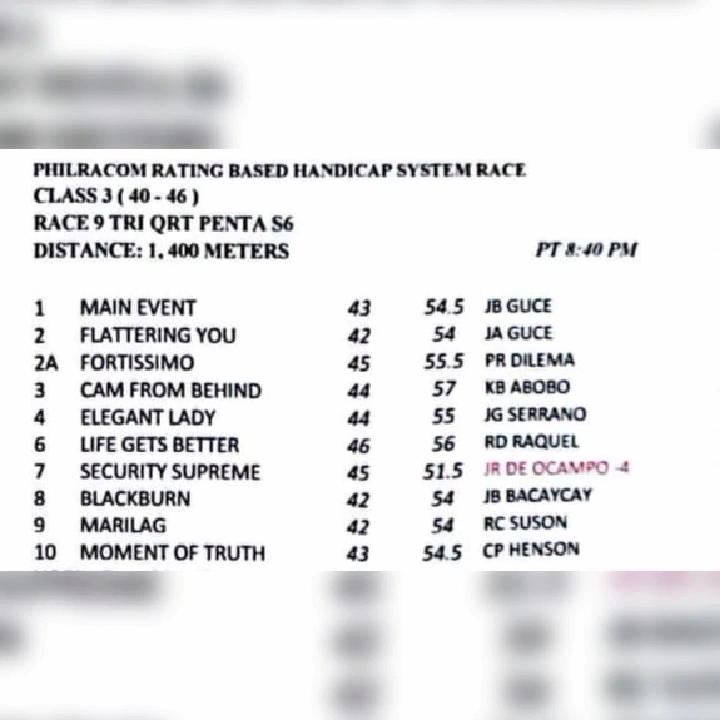 PHILRACOM RATING BASED HANDICAP SYSTEM RACE
CLASS 3 ( 40 - 46 )
RACE 9 TRI QRT PENTA S6
DISTANCE: 1, 400 METERS PT 8:40 PM
1 MAIN EVENT 43 54.5 JB GUCE
2 FLATTERING YOU 42 54 JA GUCE
2A FORTISSIMO 45 55.5 PR DILEMA
3 CAM FROM BEHIND 44 57 KB ABOBO
4 ELEGANT LADY 44 55 JG SERRANO
6 LIFE GETS BETTER 46 56 RD RAQUEL
7 SECURITY SUPREME 45 51.5 JR DE OCAMPO -4
8 BLACKBURN 42 54 JB BACAYCAY
9 MARILAG 42 54 RC SUSON
10 MOMENT OF TRUTH 43 54.5 CP HENSON